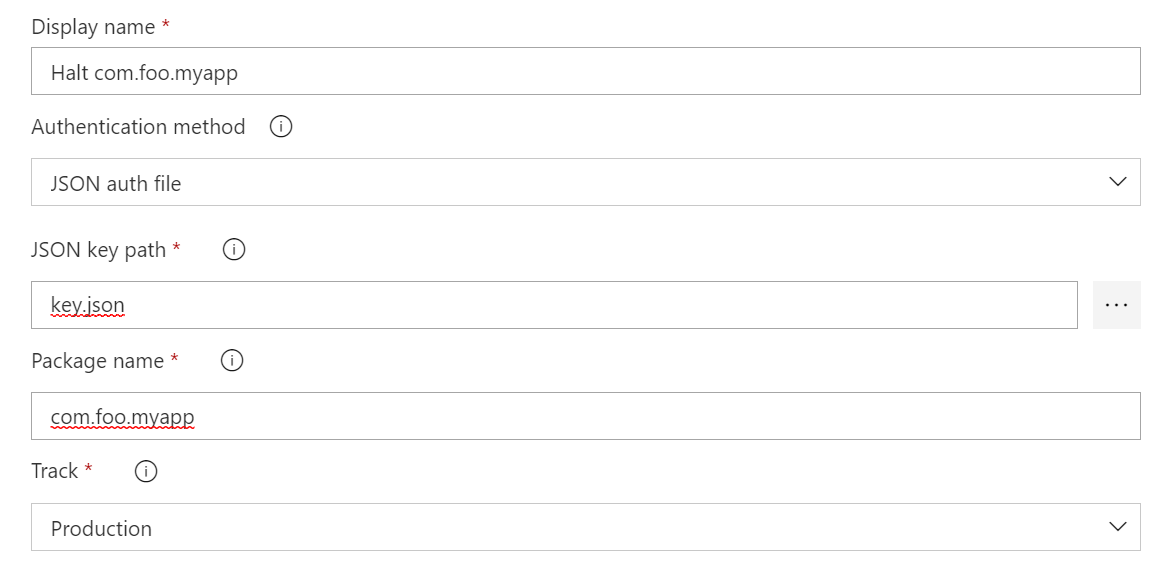 Display name *
Halt com.foo.myapp
Authentication method
JSON auth file
JSON key path *
key.json
...
Package name *
com.foo.myapp
Track *
Production